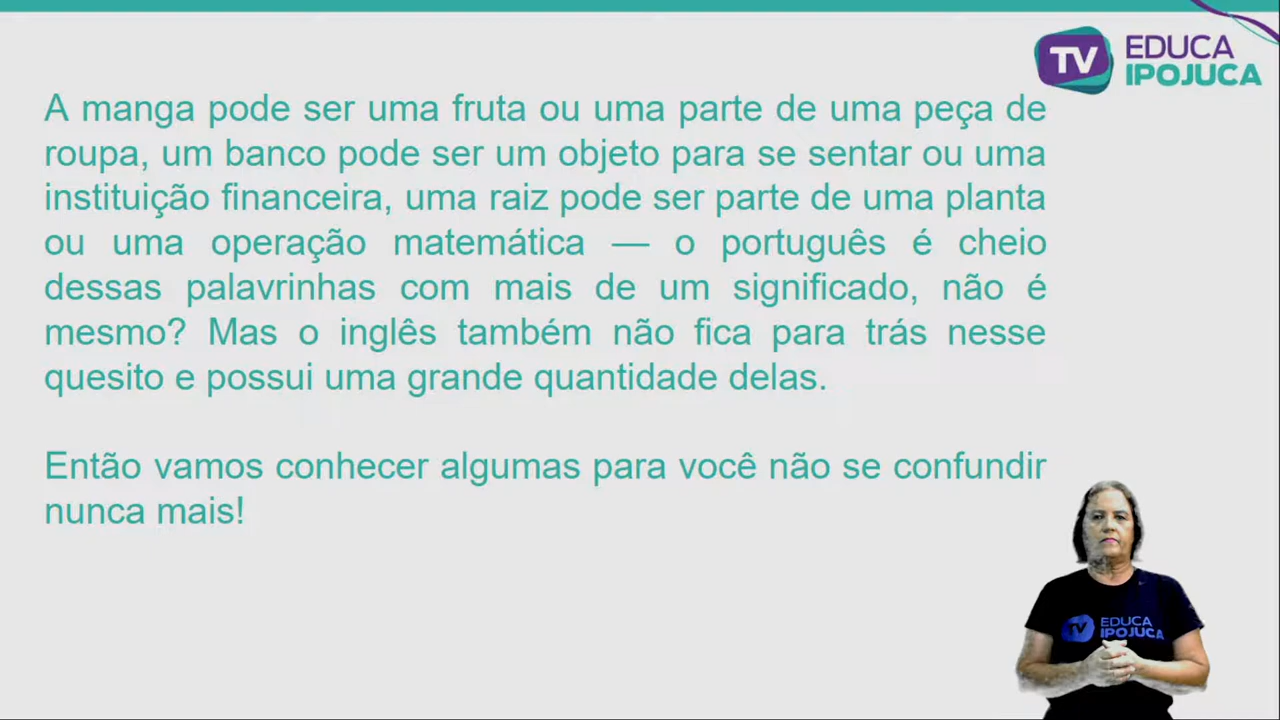 TV EDUCA
IPOJUCA
A manga pode ser uma fruta ou uma parte de uma peça de
roupa, um banco pode ser um objeto para se sentar ou uma
instituição financeira, uma raiz pode ser parte de uma planta
ou uma operação matemática — o português é cheio
dessas palavrinhas com mais de um significado, não é
mesmo? Mas o inglês também não fica para trás nesse
quesito e possui uma grande quantidade delas.
Então vamos conhecer algumas para você não se confundir
nunca mais!
TV EDUCA
IPOJUCA